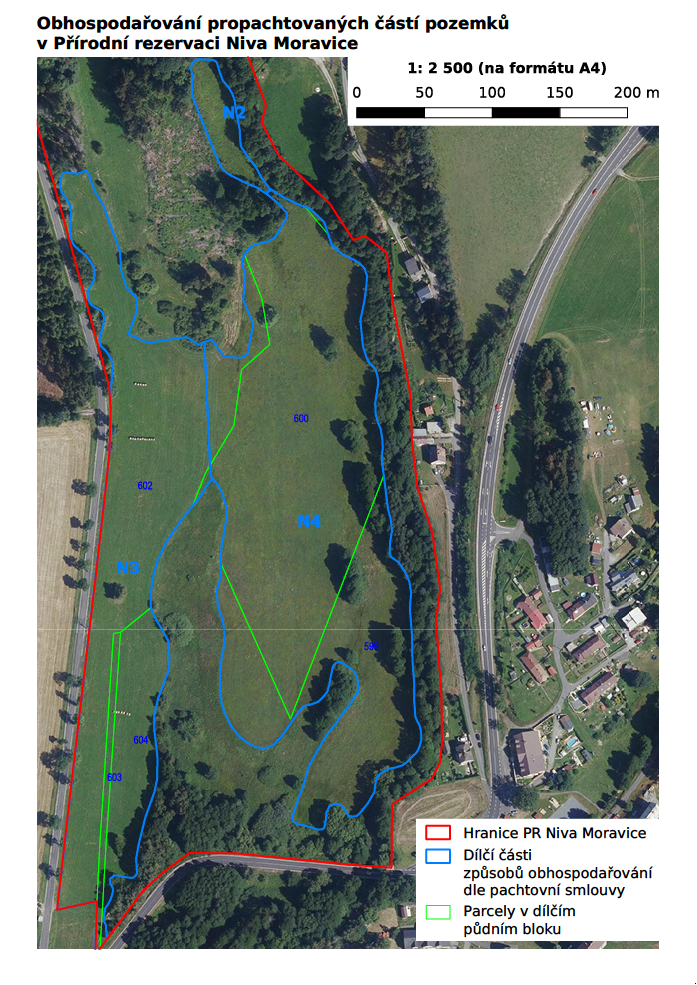 Obhospodařování propachtovaných částí pozemků
v Přírodní rezervaci Niva Moravice
1: 2 500 (na formátu A4)
0 50 100 150 200 m
N2
600
602
N4
N3
604
603
Hranice PR Niva Moravice
Dílčí části
způsobů obhospodařování
dle pachtovní smlouvy
Parcely v dílčím
půdním bloku